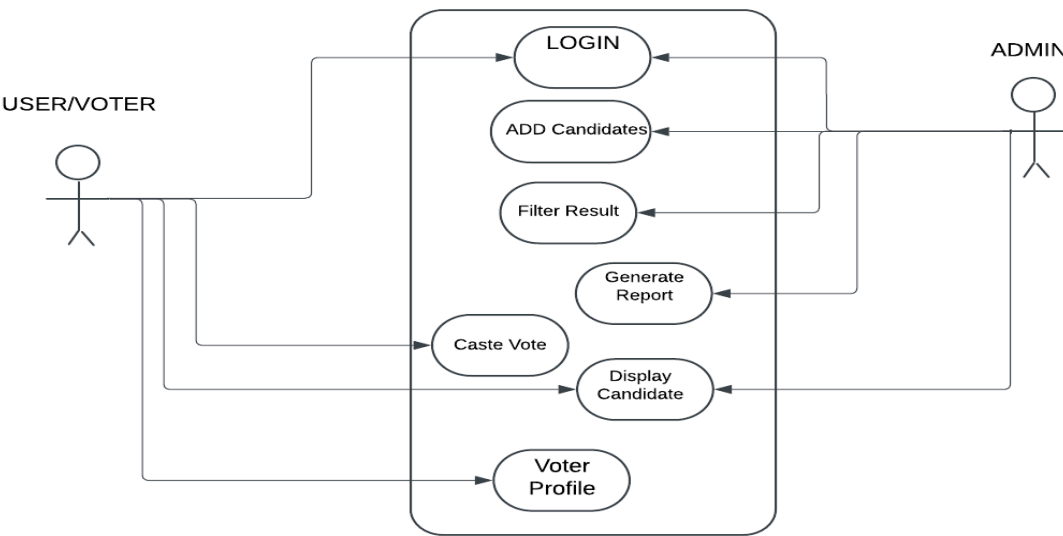 LOGIN
ADMIN
USER/VOTER
ADD Candidates
Filter Result
Generate
Report
Caste Vote
Display
Candidate
Voter
Profile